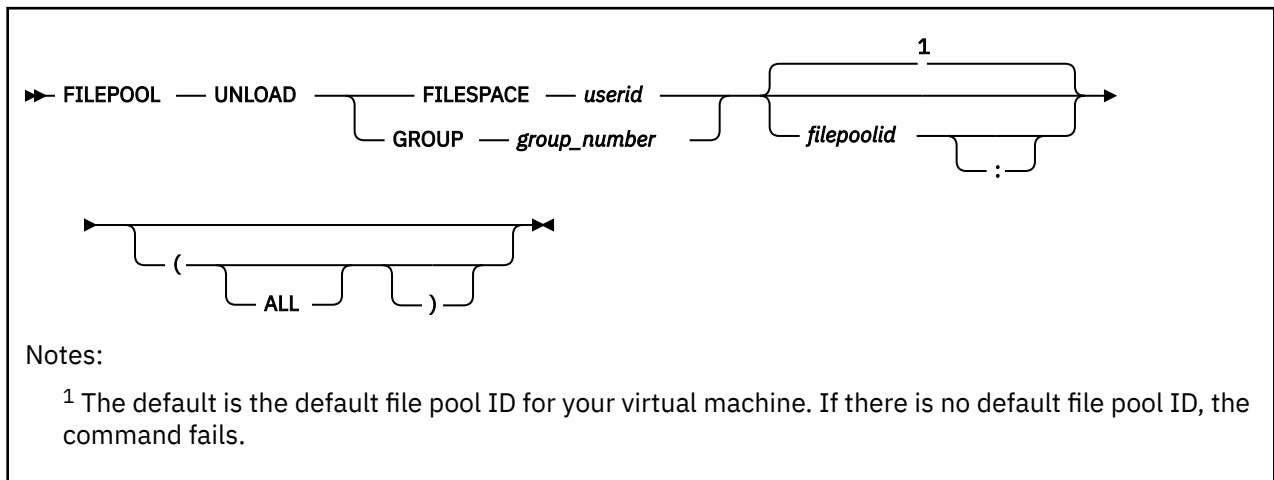 1
FILEPOOL UNLOAD FILESPACE userid
GROUP group_number filepoolid
:
(
ALL )
Notes:
1 The default is the default file pool ID for your virtual machine. If there is no default file pool ID, the
command fails.